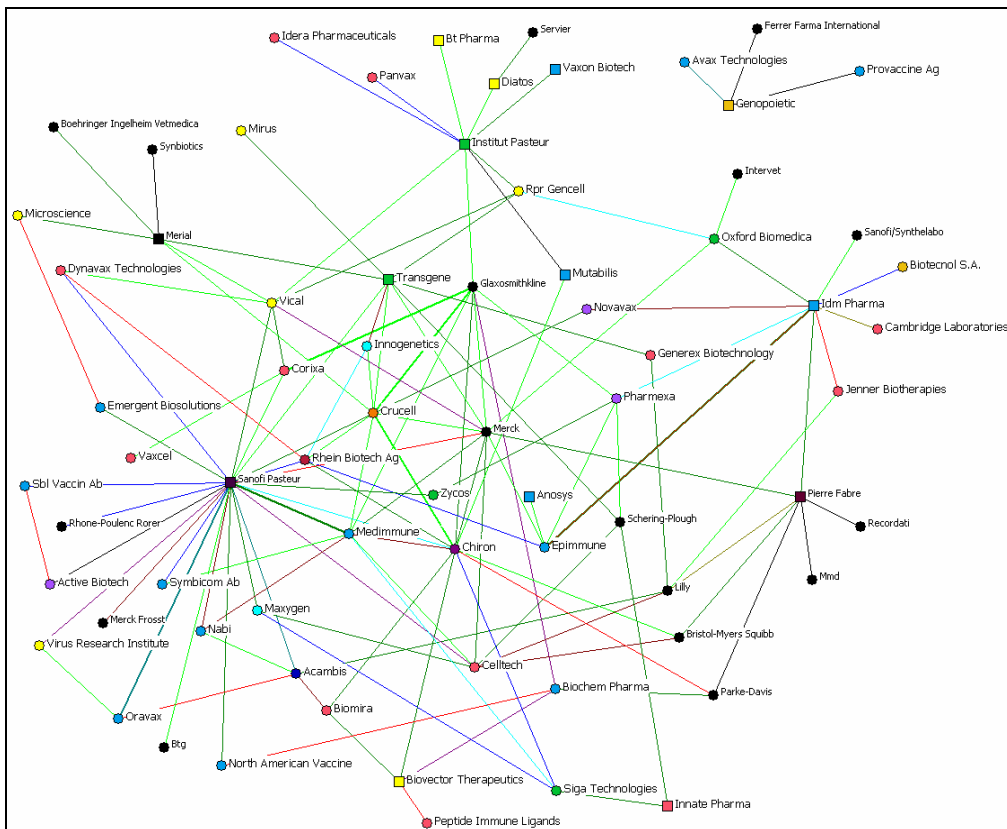 Ferrer Farma International
Idera Pharmaceuticals
Bt Pharma
Servier
Avax Technologies
Panvax
Vaxon Biotech
Provaccine Ag
Diatos
Genopoietic
Boehringer Ingelheim Vetmedica
Mirus
Synbiotics
Institut Pasteur
Intervet
Rpr Gencell
Microscience
Merial
Oxford Biomedica
Sanofi/Synthelabo
Biotecnol S.A.
Dynavax Technologies
Transgene
Glaxosmithkline
Mutabilis
Vical
Novavax
Idm Pharma
Cambridge Laboratories
Innogenetics
Generex Biotechnology
Corixa
Jenner Biotherapies
Pharmexa
Emergent Biosolutions
Crucell
Merck
Vaxcel
Rhein Biotech Ag
Sanofi Pasteur
Sbl Vaccin Ab
Zycos
Anosys
Pierre Fabre
Rhone-Poulenc Rorer
Schering-Plough
Recordati
Medimmune
Chiron
Epimmune
Active Biotech
Symbicom Ab
Mmd
Lilly
Maxygen
Merck Frosst
Nabi
Bristol-Myers Squibb
Virus Research Institute
Acambis
Celltech
Biochem Pharma
Parke-Davis
Oravax
Biomira
Btg
North American Vaccine
Biovector Therapeutics
Siga Technologies
Innate Pharma
Peptide Immune Ligands